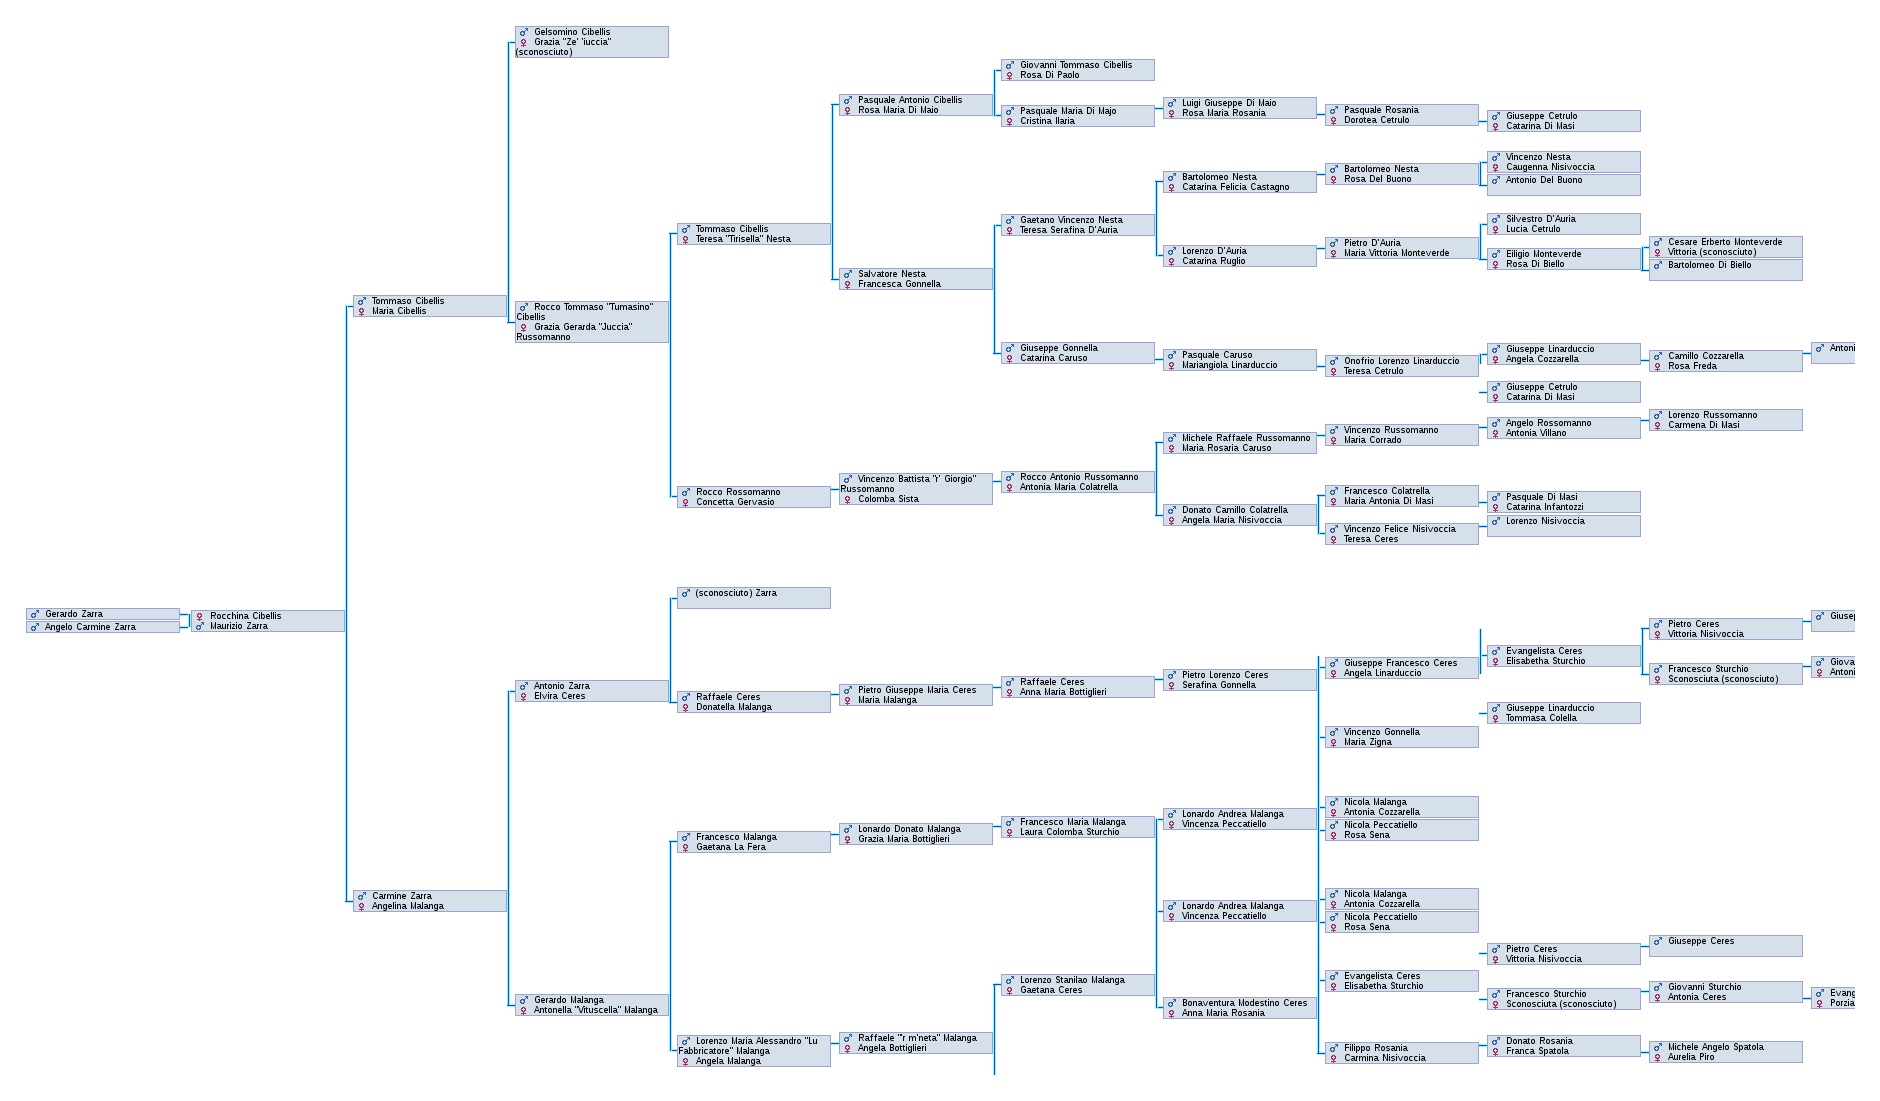 Gerardo Zarra
Angelo Carmine Zarra
Rocchina Cibellis
Maurizio Zarra
Tommaso Cibellis
Maria Cibellis
Carmine Zarra
Angelina Malanga
Gelsomino Cibellis
Grazia "Ze' 'iuccia"
(sconosciuto)
Rocco Tommaso "Tumasino"
Cibellis
Grazia Gerarda "Juccia"
Russomanno
Antonio Zarra
Elvira Ceres
Gerardo Malanga
Antonella "Vituscella" Malanga
Tommaso Cibellis
Teresa "Tirisella" Nesta
Rocco Rossomanno
Concetta Gervasio
(sconosciuto) Zarra
Raffaele Ceres
Donatella Malanga
Francesco Malanga
Gaetana La Fera
Lorenzo Maria Alessandro "Lu
Fabbricatore" Malanga
Angela Malanga
Pasquale Antonio Cibellis
Rosa Maria Di Maio
Salvatore Nesta
Francesca Gonnella
Vincenzo Battista "r' Giorgio"
Russomanno
Colomba Sista
Pietro Giuseppe Maria Ceres
Maria Malanga
Lonardo Donato Malanga
Grazia Maria Bottiglieri
Raffaele "'r m'neta" Malanga
Angela Bottiglieri
Giovanni Tommaso Cibellis
Rosa Di Paolo
Pasquale Maria Di Majo
Cristina Ilaria
Gaetano Vincenzo Nesta
Teresa Serafina D'Auria
Giuseppe Gonnella
Catarina Caruso
Rocco Antonio Russomanno
Antonia Maria Colatrella
Raffaele Ceres
Anna Maria Bottiglieri
Francesco Maria Malanga
Laura Colomba Sturchio
Lorenzo Stanilao Malanga
Gaetana Ceres
Luigi Giuseppe Di Maio
Rosa Maria Rosania
Bartolomeo Nesta
Catarina Felicia Castagno
Lorenzo D'Auria
Catarina Ruglio
Pasquale Caruso
Mariangiola Linarduccio
Michele Raffaele Russomanno
Maria Rosaria Caruso
Donato Camillo Colatrella
Angela Maria Nisivoccia
Pietro Lorenzo Ceres
Serafina Gonnella
Lonardo Andrea Malanga
Vincenza Peccatiello
Lonardo Andrea Malanga
Vincenza Peccatiello
Bonaventura Modestino Ceres
Anna Maria Rosania
Pasquale Rosania
Dorotea Cetrulo
Bartolomeo Nesta
Rosa Del Buono
Pietro D'Auria
Maria Vittoria Monteverde
Onofrio Lorenzo Linarduccio
Teresa Cetrulo
Vincenzo Russomanno
Maria Corrado
Francesco Colatrella
Maria Antonia Di Masi
Vincenzo Felice Nisivoccia
Teresa Ceres
Giuseppe Francesco Ceres
Angela Linarduccio
Vincenzo Gonnella
Maria Zigna
Nicola Malanga
Antonia Cozzarella
Nicola Peccatiello
Rosa Sena
Nicola Malanga
Antonia Cozzarella
Nicola Peccatiello
Rosa Sena
Evangelista Ceres
Elisabetha Sturchio
Filippo Rosania
Carmina Nisivoccia
Giuseppe Cetrulo
Catarina Di Masi
Vincenzo Nesta
Caugenna Nisivoccia
Antonio Del Buono
Silvestro D'Auria
Lucia Cetrulo
Eiligio Monteverde
Rosa Di Biello
Giuseppe Linarduccio
Angela Cozzarella
Giuseppe Cetrulo
Catarina Di Masi
Angelo Rossomanno
Antonia Villano
Pasquale Di Masi
Catarina Infantozzi
Lorenzo Nisivoccia
Evangelista Ceres
Elisabetha Sturchio
Giuseppe Linarduccio
Tommasa Colella
Pietro Ceres
Vittoria Nisivoccia
Francesco Sturchio
Sconosciuta (sconosciuto)
Donato Rosania
Franca Spatola
Cesare Erberto Monteverde
Vittoria (sconosciuto)
Bartolomeo Di Biello
Camillo Cozzarella
Rosa Freda
Lorenzo Russomanno
Carmena Di Masi
Pietro Ceres
Vittoria Nisivoccia
Francesco Sturchio
Sconosciuta (sconosciuto)
Giuseppe Ceres
Giovanni Sturchio
Antonia Ceres
Michele Angelo Spatola
Aurelia Piro
Antoni
Giusep
Giova
Antoni
Evang
Porzia